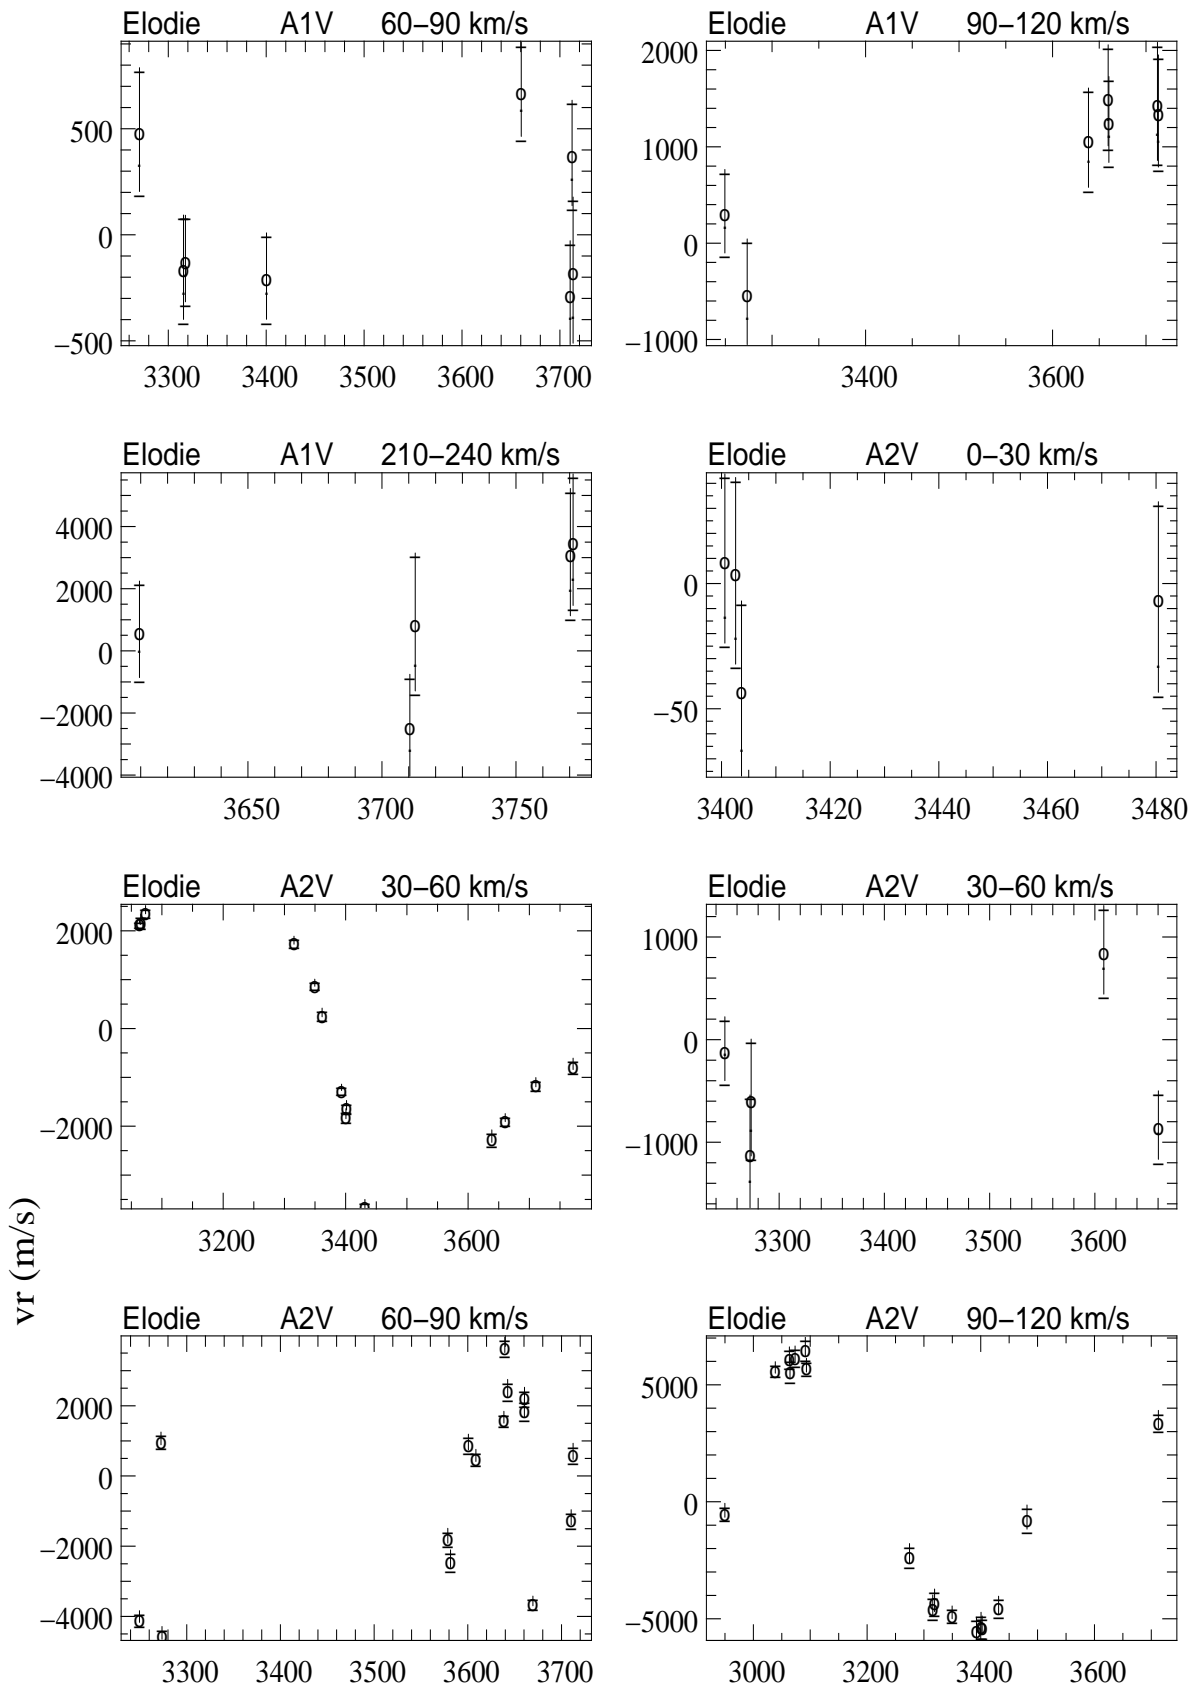 Elodie A1V 60−90 km/s
500
0
−500
3300 3400 3500 3600 3700
Elodie A1V 90−120 km/s
2000
1000
0
−1000
3400 3600
Elodie A1V 210−240 km/s
4000
2000
0
−2000
−4000
3650 3700 3750
Elodie A2V 0−30 km/s
0
−50
3400 3420 3440 3460 3480
Elodie A2V 30−60 km/s
2000
0
−2000
3200 3400 3600
Elodie A2V 30−60 km/s
1000
0
−1000
3300 3400 3500 3600
vr (m/s)
Elodie A2V 60−90 km/s
2000
0
−2000
−4000
3300 3400 3500 3600 3700
Elodie A2V 90−120 km/s
5000
0
−5000
3000 3200 3400 3600